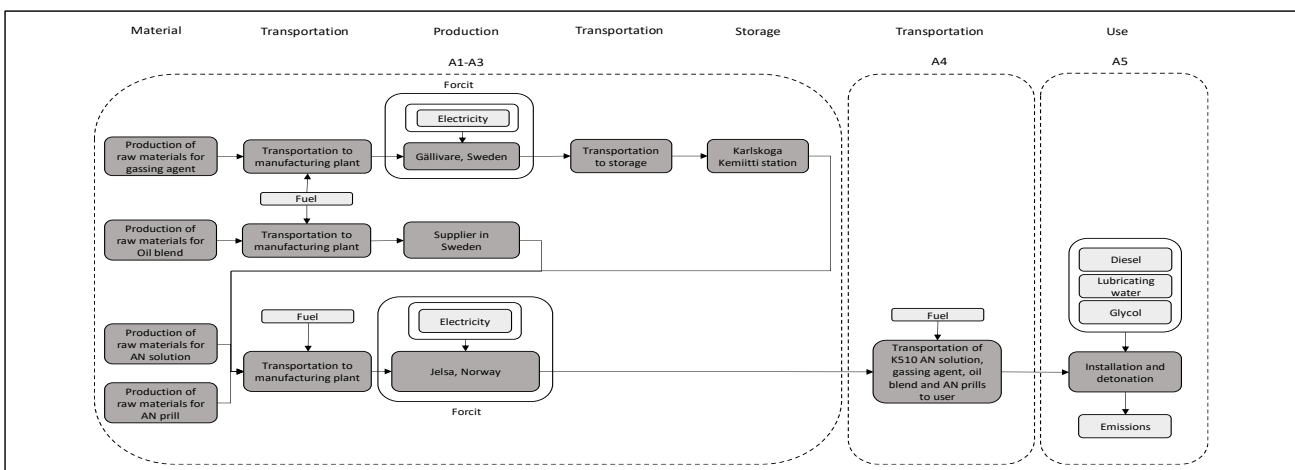 Material
Transportation
Production
Transportation
Storage
Transportation
Use
A1-A3
A4
A5
Forcit
Electricity
Production of
raw materials for
gassing agent
Transportation to
manufacturing plant
Gällivare, Sweden
Transportation
to storage
Karlskoga
Kemiitti station
Fuel
Production of
raw materials for
Oil blend
Transportation to
manufacturing plant
Supplier in
Sweden
Diesel
Lubricating
water
Glycol
Fuel
Electricity
Fuel
Production of
raw materials for
AN solution
Transportation to
manufacturing plant
Jelsa, Norway
Transportation of
K510 AN solution,
gassing agent, oil
blend and AN prills
to user
Installation and
detonation
Production of
raw materials for
AN prill
Forcit
Emissions